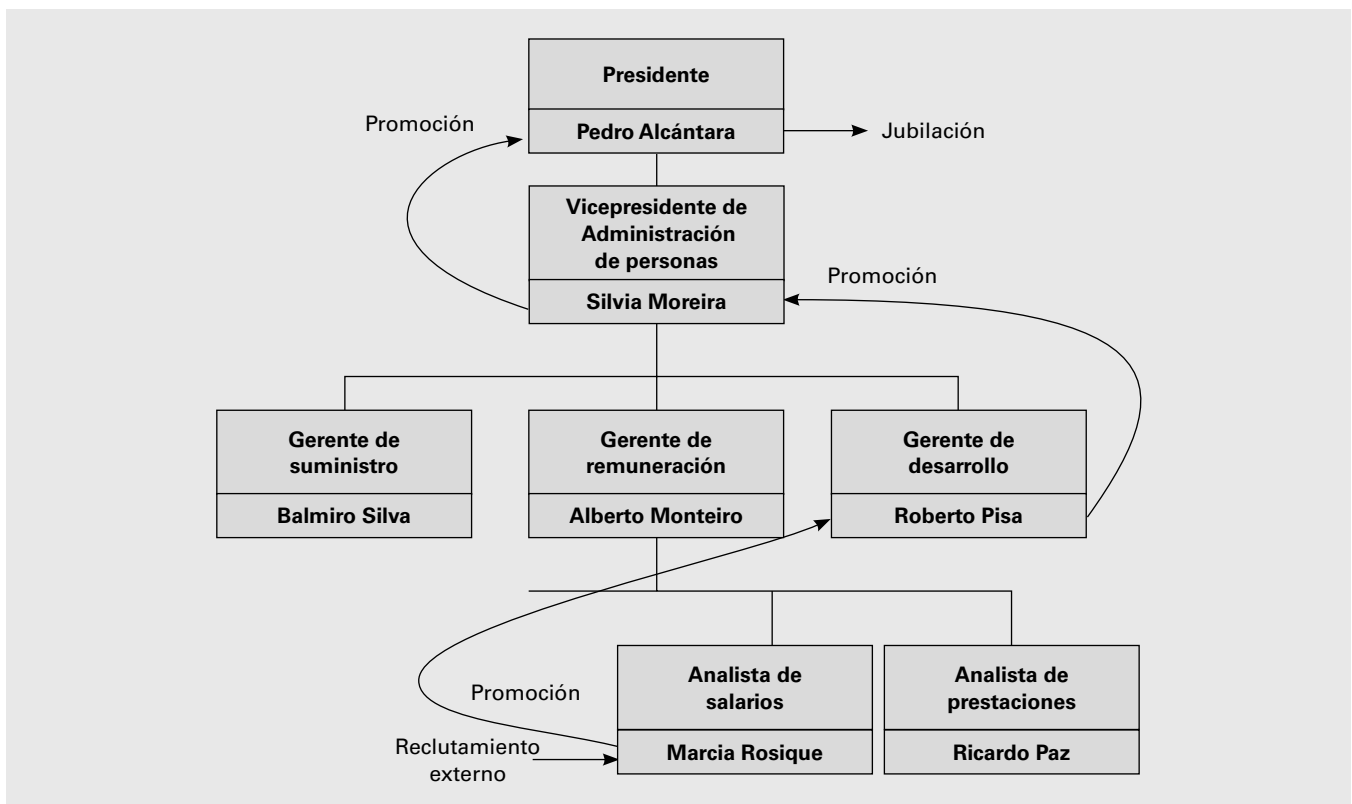 Presidente
Promoción
Pedro Alcántara
Jubilación
Vicepresidente de
Administración
de personas
Promoción
Silvia Moreira
Gerente de
suministro
Balmiro Silva
Gerente de
remuneración
Alberto Monteiro
Gerente de
desarrollo
Roberto Pisa
Promoción
Analista de
salarios
Marcia Rosique
Analista de
prestaciones
Ricardo Paz
Reclutamiento
externo